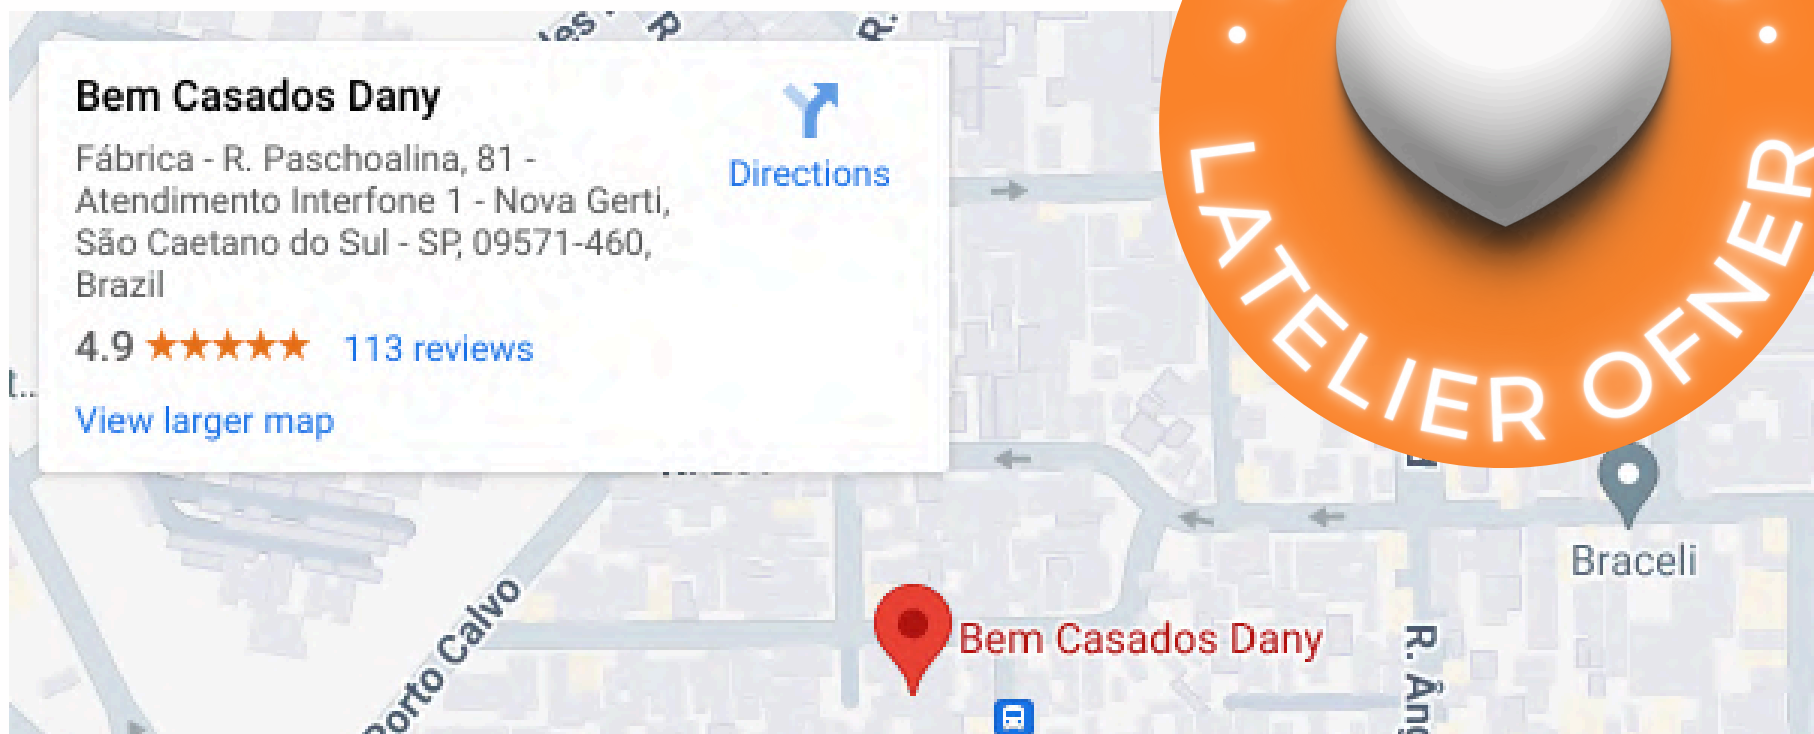 Bem Casados Dany
Fábrica - R. Paschoalina, 81 -
Atendimento Interfone 1 - Nova Gerti,
São Caetano do Sul - SP, 09571-460,
Brazil
4.9
113 reviews
View larger map
Directions
R.
LATELIER OFNER
Braceli
Bem Casados Dany
Porto Calvo
R. Âng